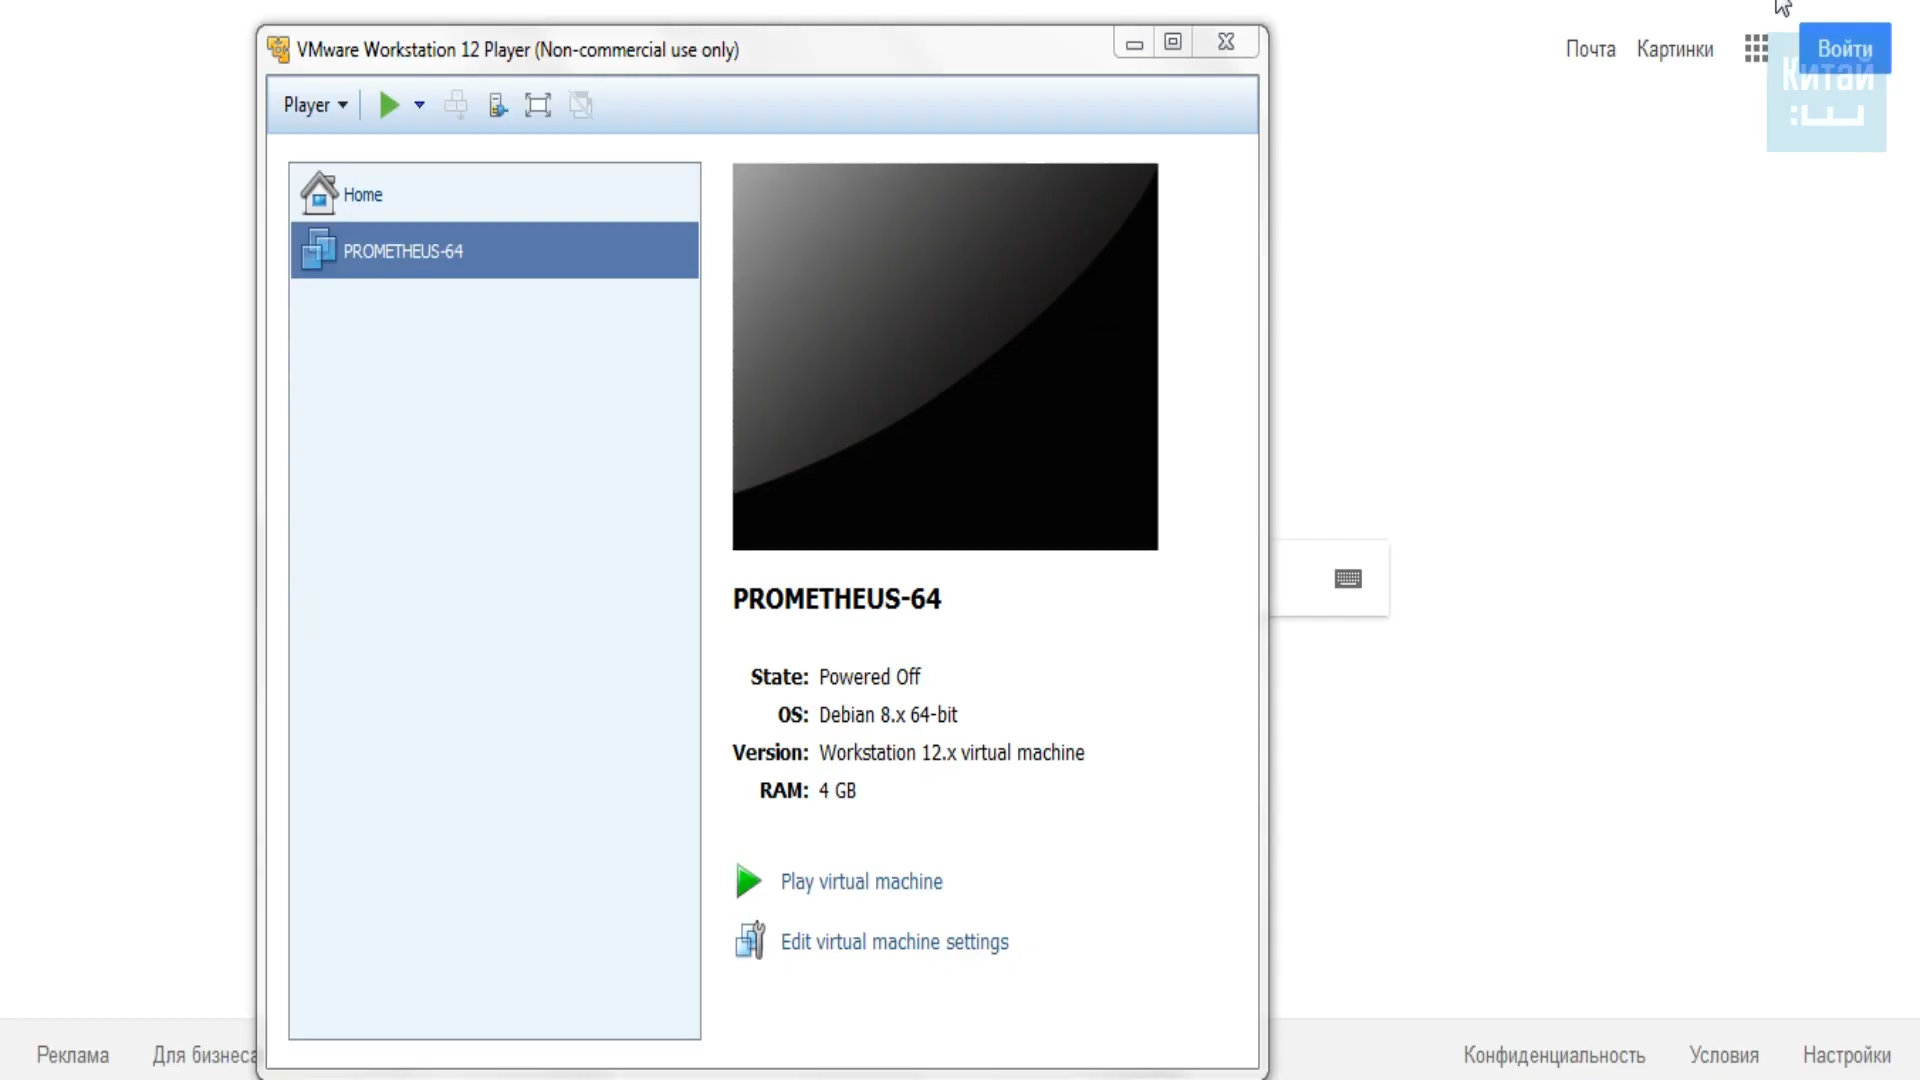 VMware Workstation 12 Player (Non-commercial use only)
Почта Картинки Войти
Китай
Ё
Player
Home
PROMETHEUS-64
PROMETHEUS-64
State: Powered Off
OS: Debian 8.x 64-bit
Version: Workstation 12.x virtual machine
RAM: 4 GB
Play virtual machine
Edit virtual machine settings
Реклама Для бизнеса Конфиденциальность Условия Настройки